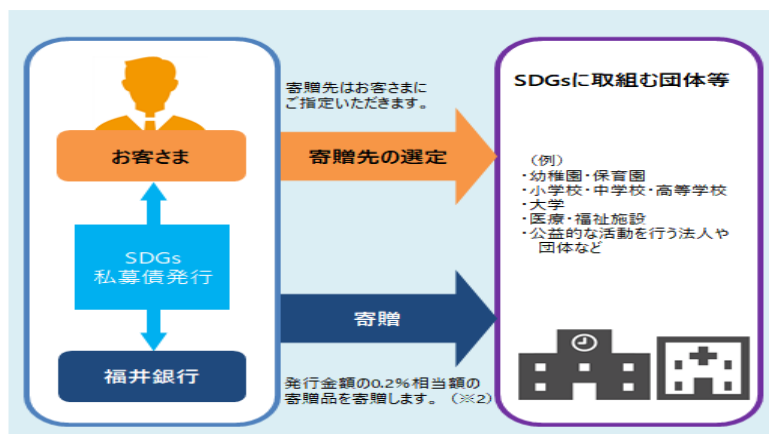 お客さま
SDGs
私募債発行
福井銀行
寄贈先はお客さまに
ご指定いただきます。
寄贈先の選定
寄贈
発行金額の0.2%相当額の
寄贈品を寄贈します。（※2）
SDGsに取組む団体等
（例）
・幼稚園・保育園
・小学校・中学校・高等学校
・大学
・医療・福祉施設
・公益的な活動を行う法人や
団体など